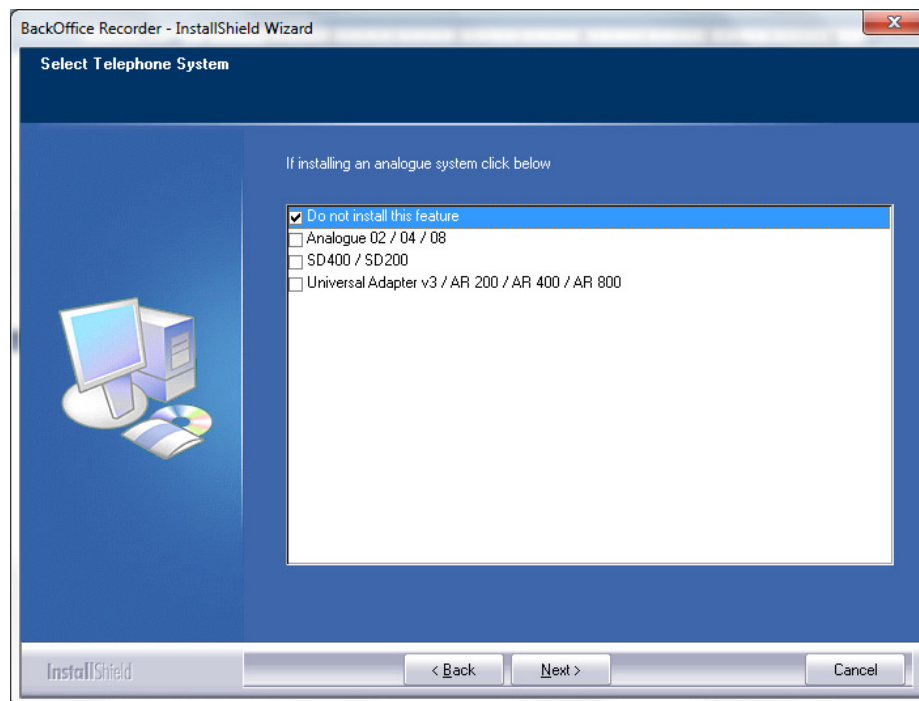 BackOffice Recorder - InstallShield Wizard
Select Telephone System
If installing an analogue system click below
Do not install this feature
Analogue 02 / 04 / 08
SD400 / SD200
Universal Adapter v3 / AR 200 / AR 400 / AR 800
InstallShield
< Back
Next >
Cancel